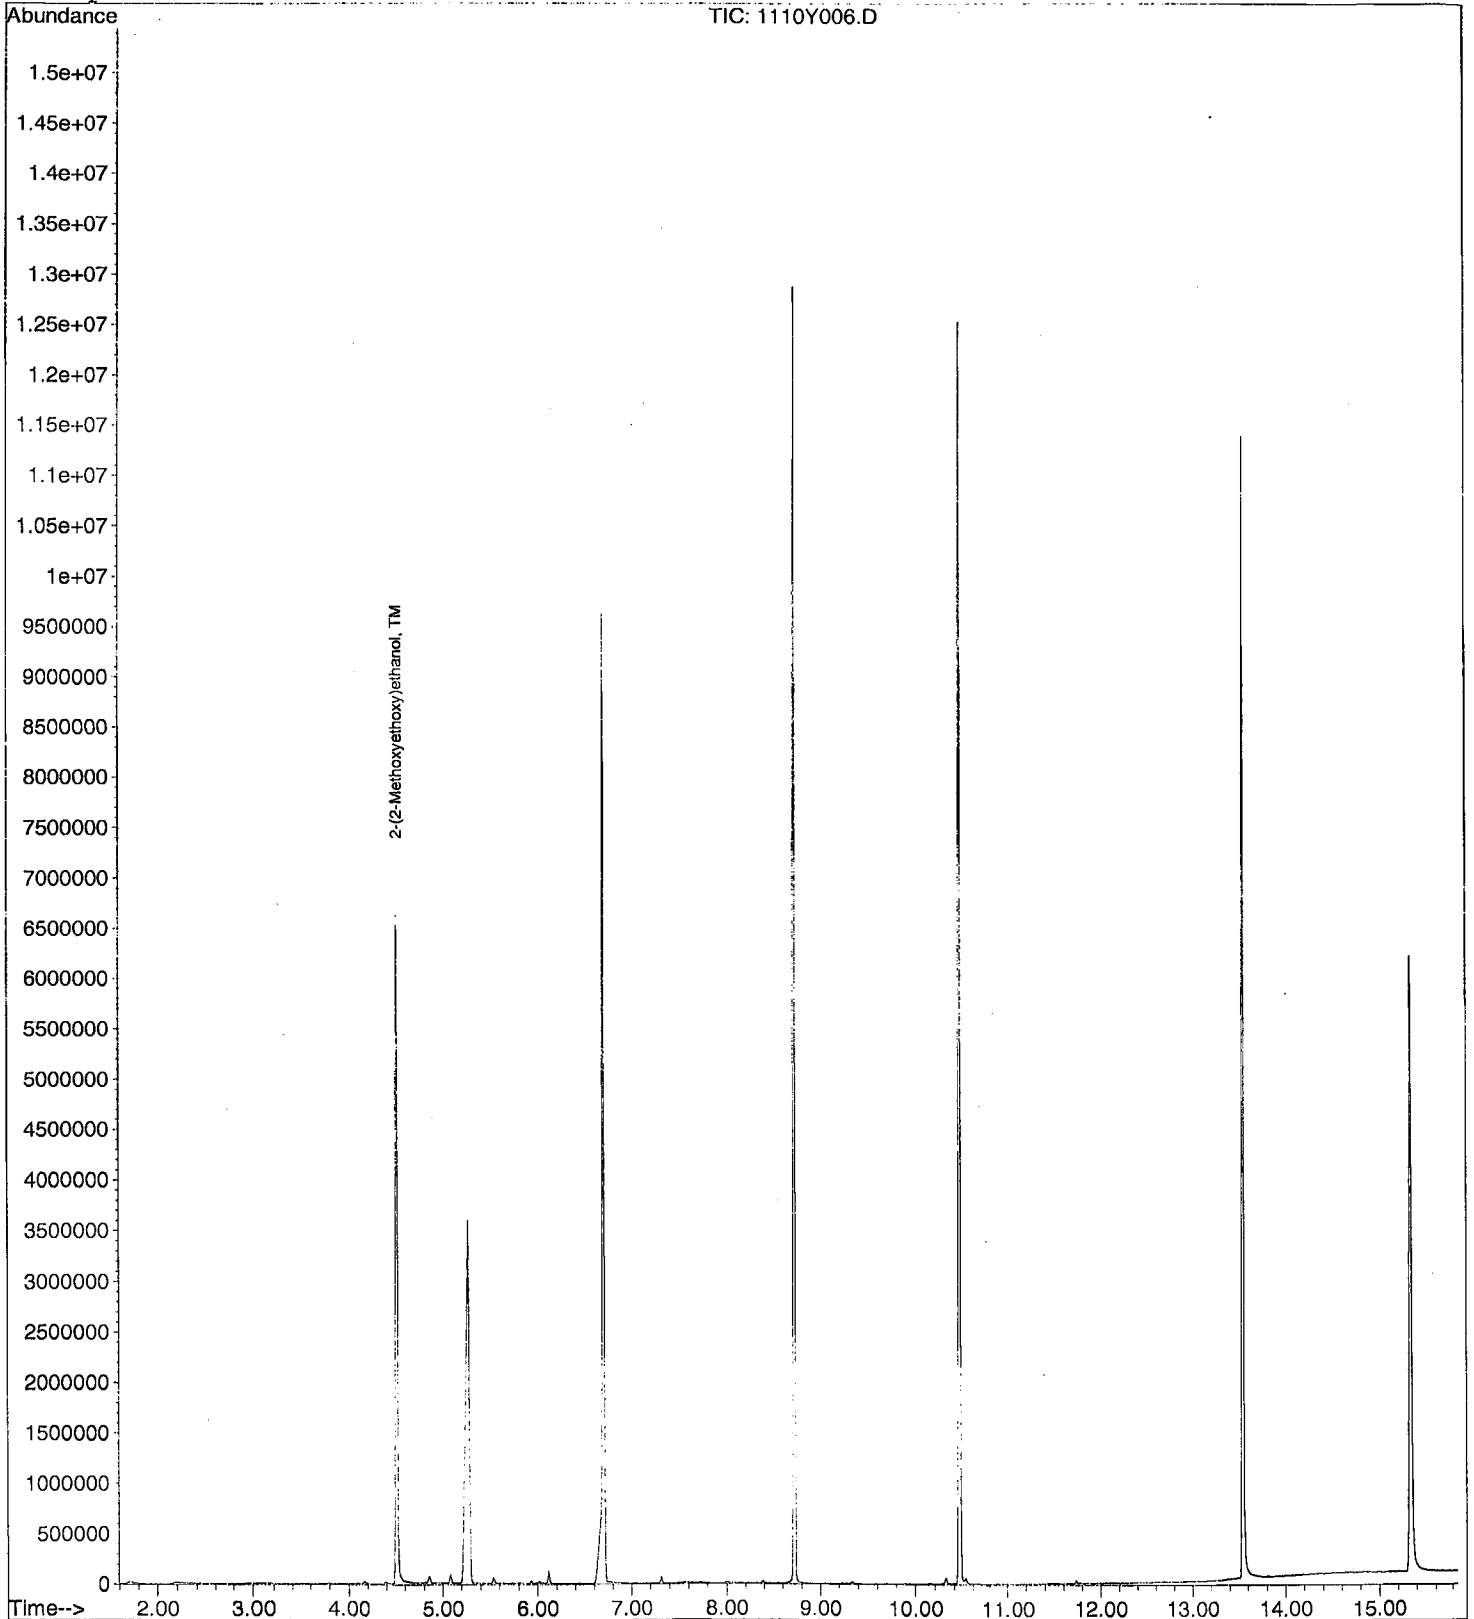 Abundance
TIC: 1110Y006.D
1.5e+07
1.45e+07
1.4e+07
1.35e+07
1.3e+07
1.25e+07
1.2e+07
1.15e+07
1.1e+07
1.05e+07
1e+07
9500000
9000000
8500000
8000000
7500000
7000000
6500000
6000000
5500000
5000000
4500000
4000000
3500000
3000000
2500000
2000000
1500000
1000000
500000
0
2-(2-Methoxyethoxy)ethanol, TM
Time--> 2.00 3.00 4.00 5.00 6.00 7.00 8.00 9.00 10.00 11.00 12.00 13.00 14.00 15.00